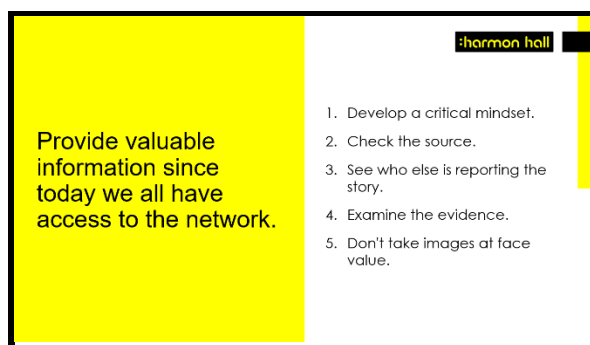 :harmon hall
Provide valuable
information since
today we all have
access to the network.
1. Develop a critical mindset.
2. Check the source.
3. See who else is reporting the
story.
4. Examine the evidence.
5. Don't take images at face
value.